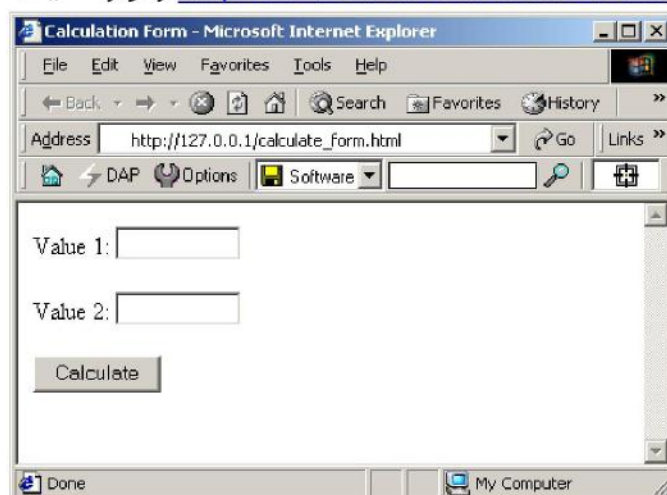 Calculation Form - Microsoft Internet Explorer
File Edit View Favorites Tools Help
Back Search Favorites History »
Address http://127.0.0.1/calculate_form.html Go Links »
DAP Options Software
Value 1:
Value 2:
Calculate
Done My Computer